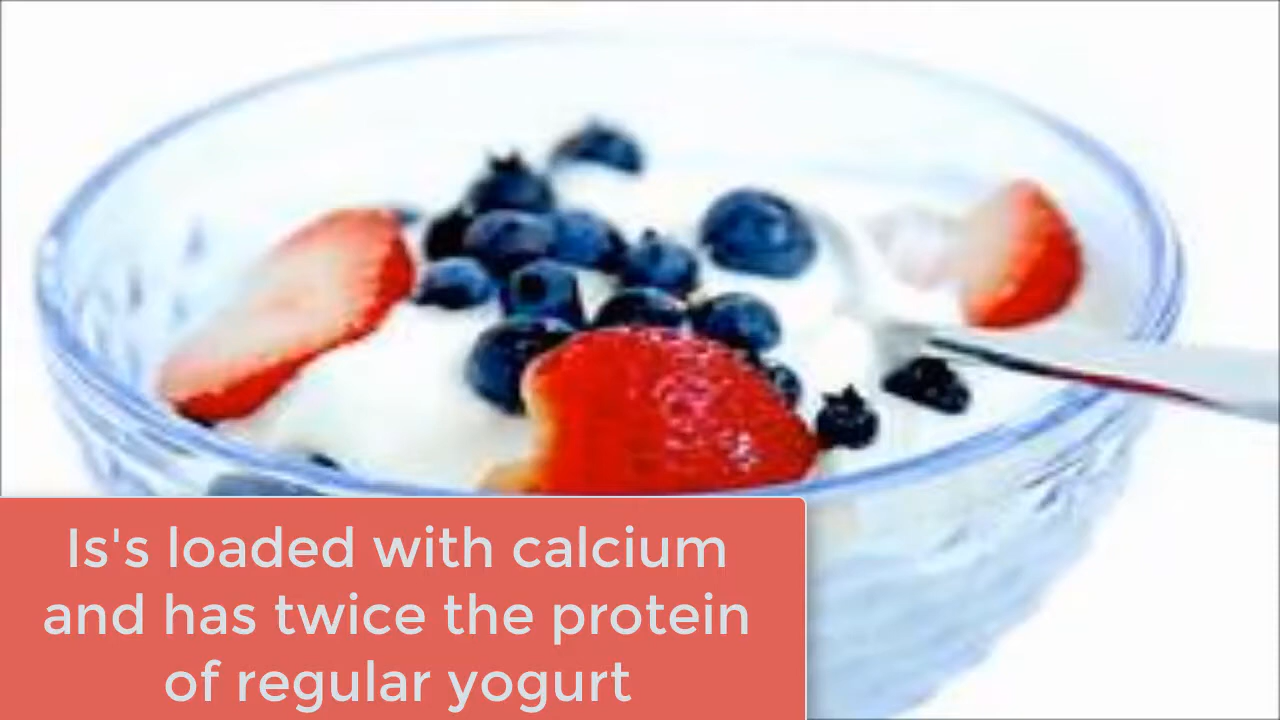 Is's loaded with calcium
and has twice the protein
of regular yogurt